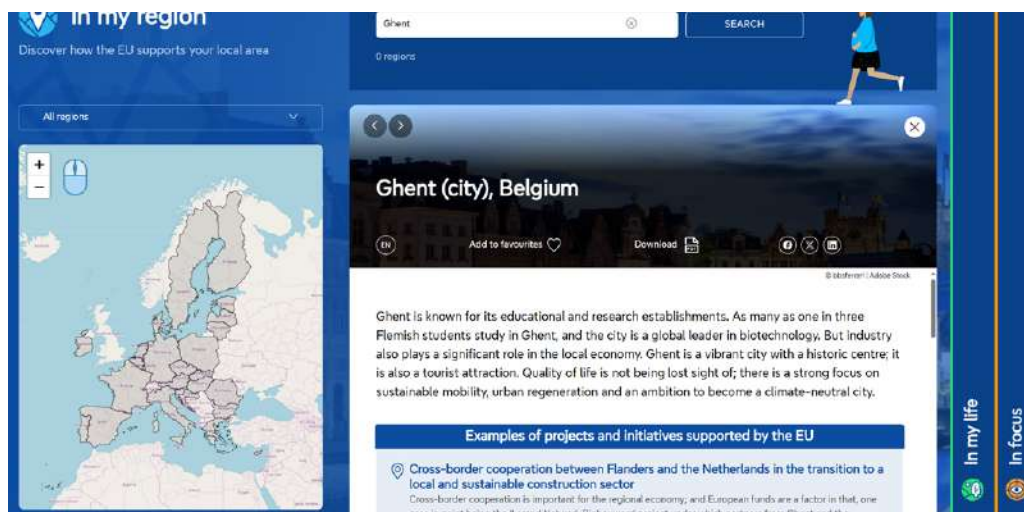 In my region
Discover how the EU supports your local area
All regions
+
−
Ghent
SEARCH
0 regions
Ghent (city), Belgium
EN
Add to favourites
Download
Ghent is known for its educational and research establishments. As many as one in three
Flemish students study in Ghent, and the city is a global leader in biotechnology. But industry
also plays a significant role in the local economy. Ghent is a vibrant city with a historic centre; it
is also a tourist attraction. Quality of life is not being lost sight of; there is a strong focus on
sustainable mobility, urban regeneration and an ambition to become a climate-neutral city.
Examples of projects and initiatives supported by the EU
Cross-border cooperation between Flanders and the Netherlands in the transition to a
local and sustainable construction sector
Cross-border cooperation is important for the regional economy; and European funds are a factor in that, one
In my life
In focus